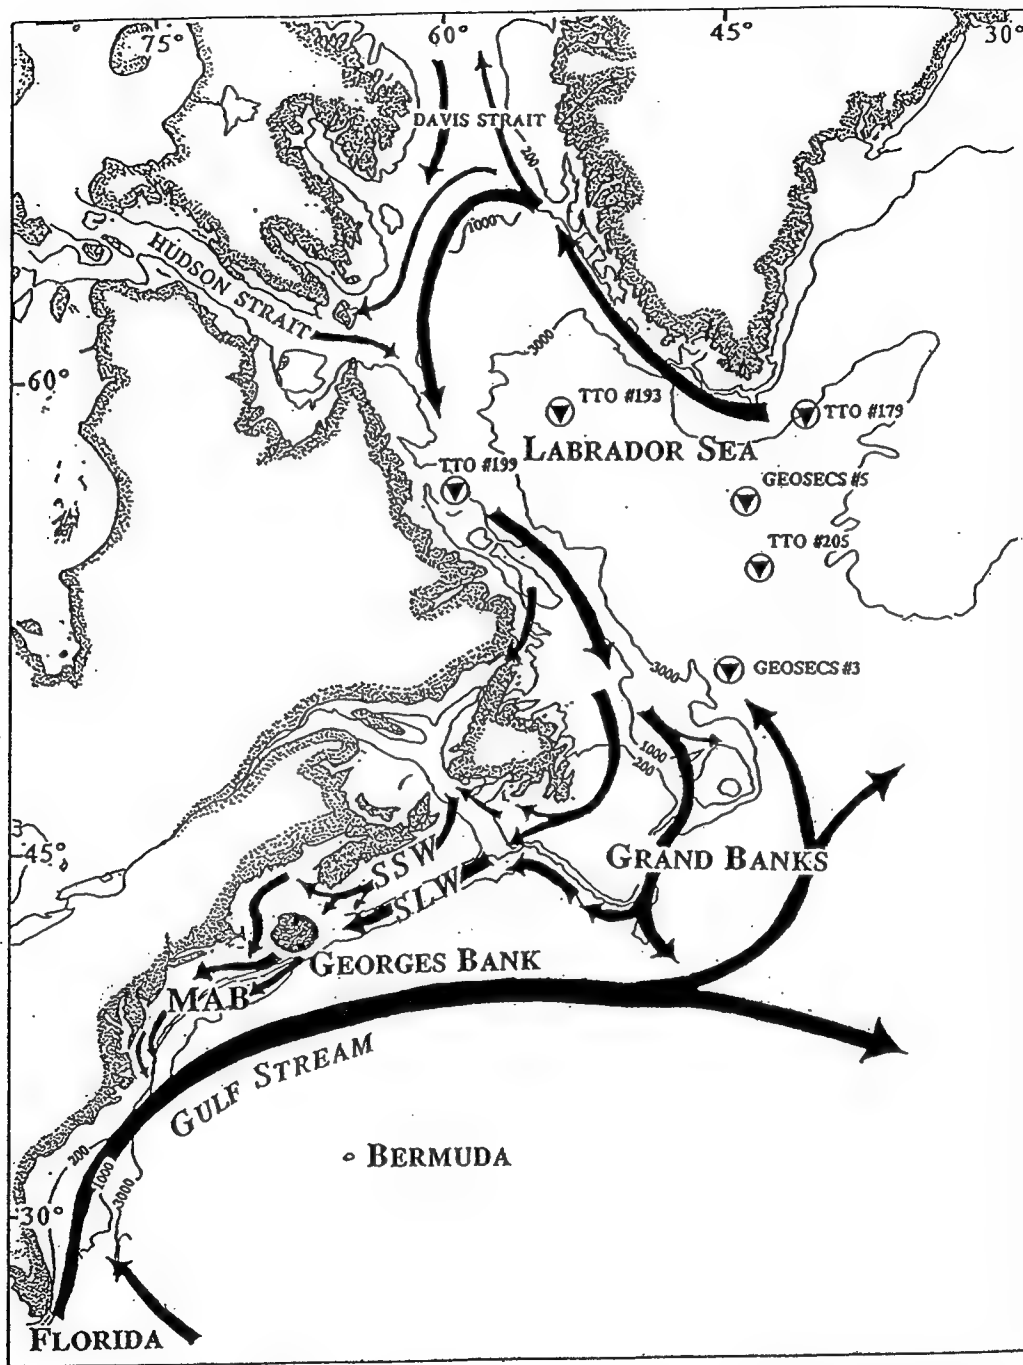 75°
60°
45°
30°
DAVIS STRAIT
200
1000
HUDSON STRAIT
3000
60°
TTO #193
TTO #179
LABRADOR SEA
TTO #199
GEOSECS #5
TTO #205
3000
GEOSECS #3
1000
200
45°
SSW
GRAND BANKS
SLW
GEORGES BANK
MAB
GULF STREAM
200
1000
BERMUDA
3000
30°
FLORIDA